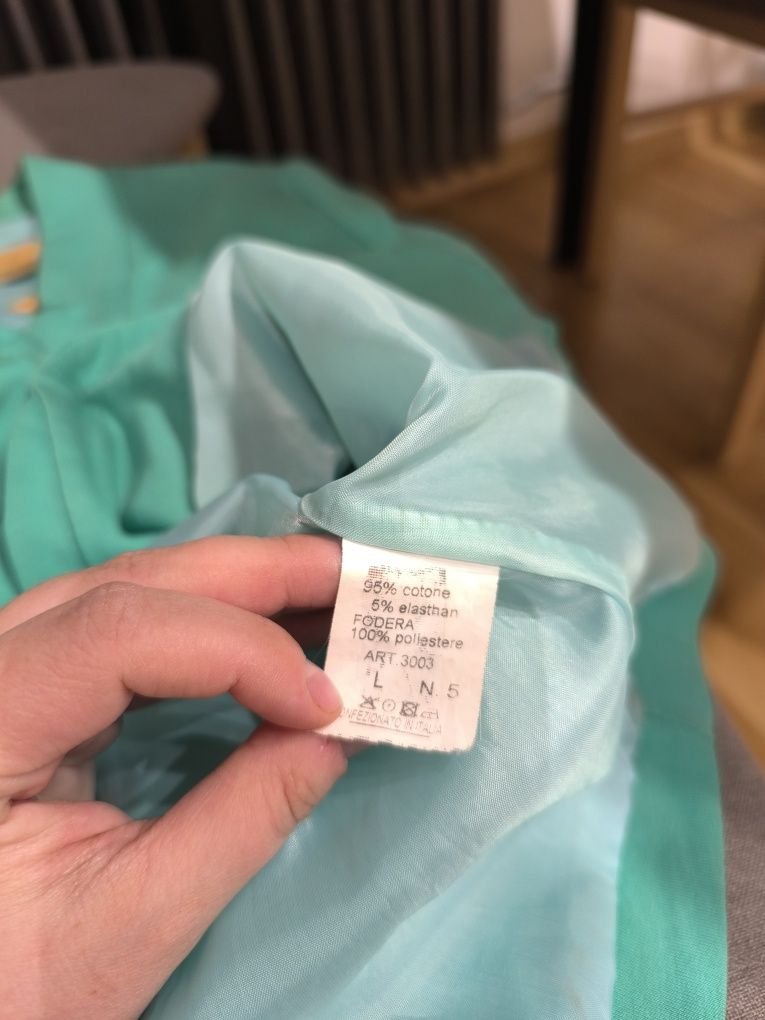 95% cotone
5% elasthan
FODERA
100% poliestere
ART.3003
L N. 5
CONFEZIONATO IN ITALIA